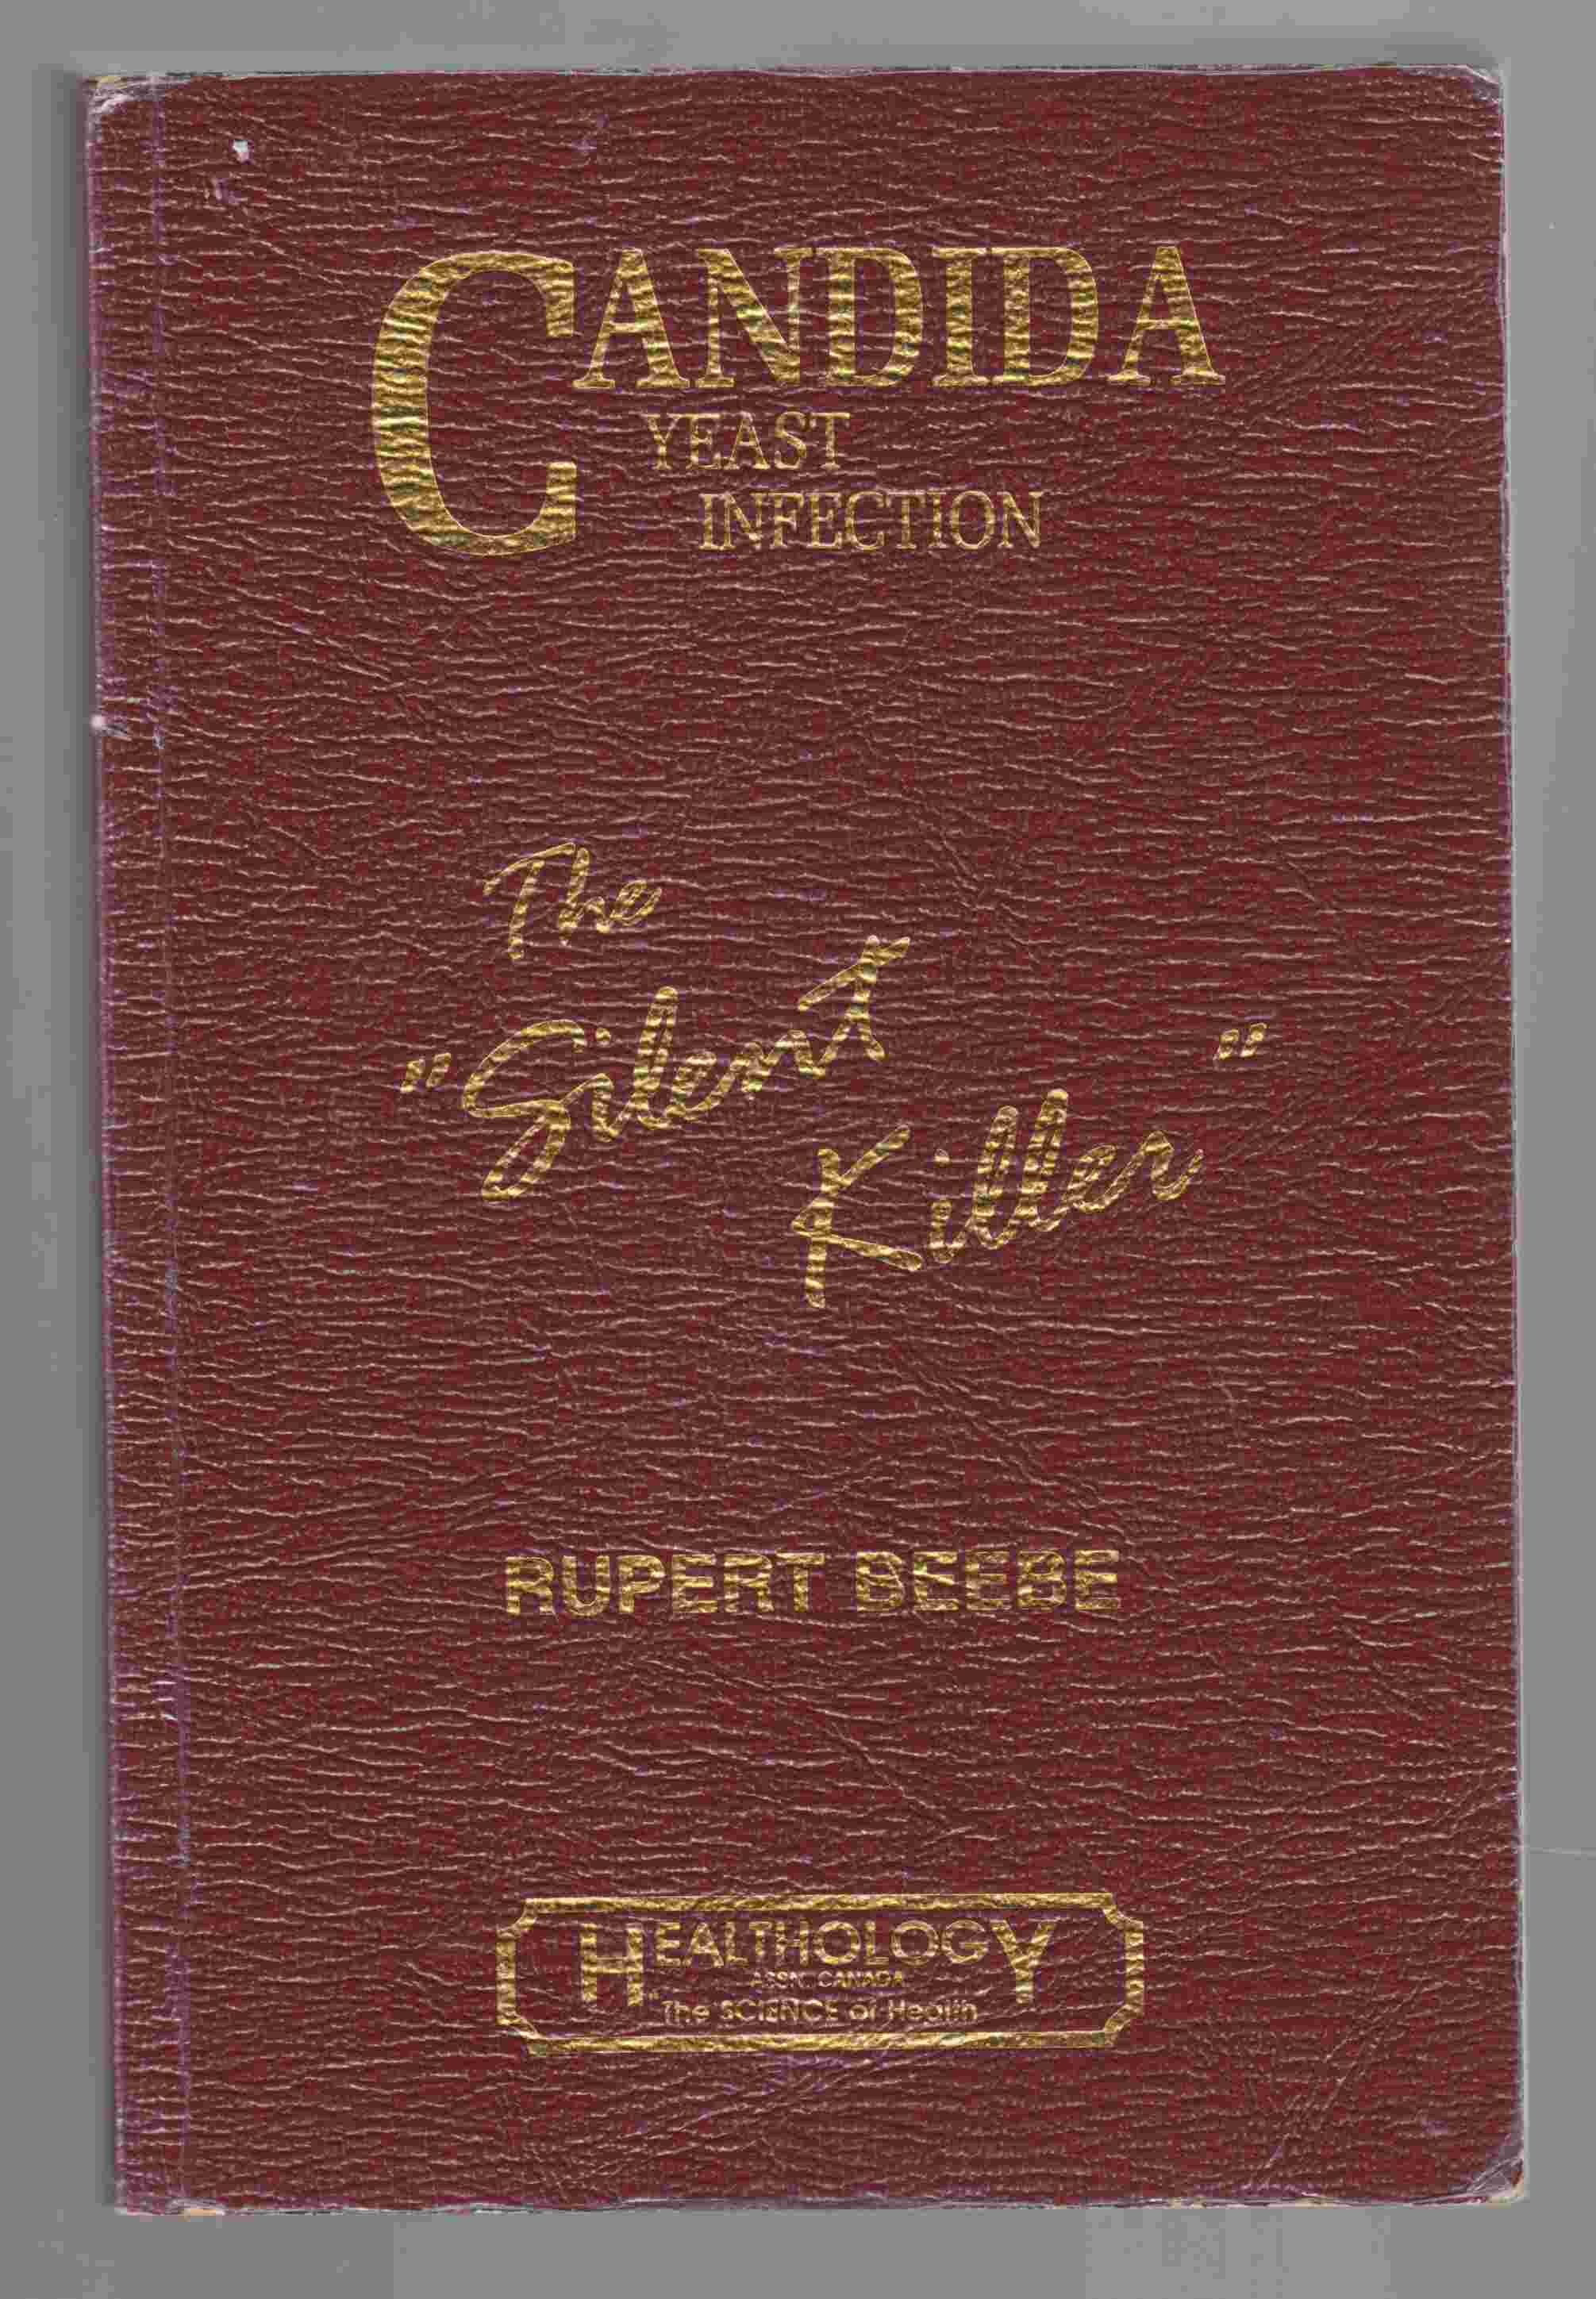 CANDIDA
YEAST
INFECTION
The
"Silent
Killer"
RUPERT BEEBE
HEALTHOLOGY
ASSN. CANADA
"The SCIENCE of Health